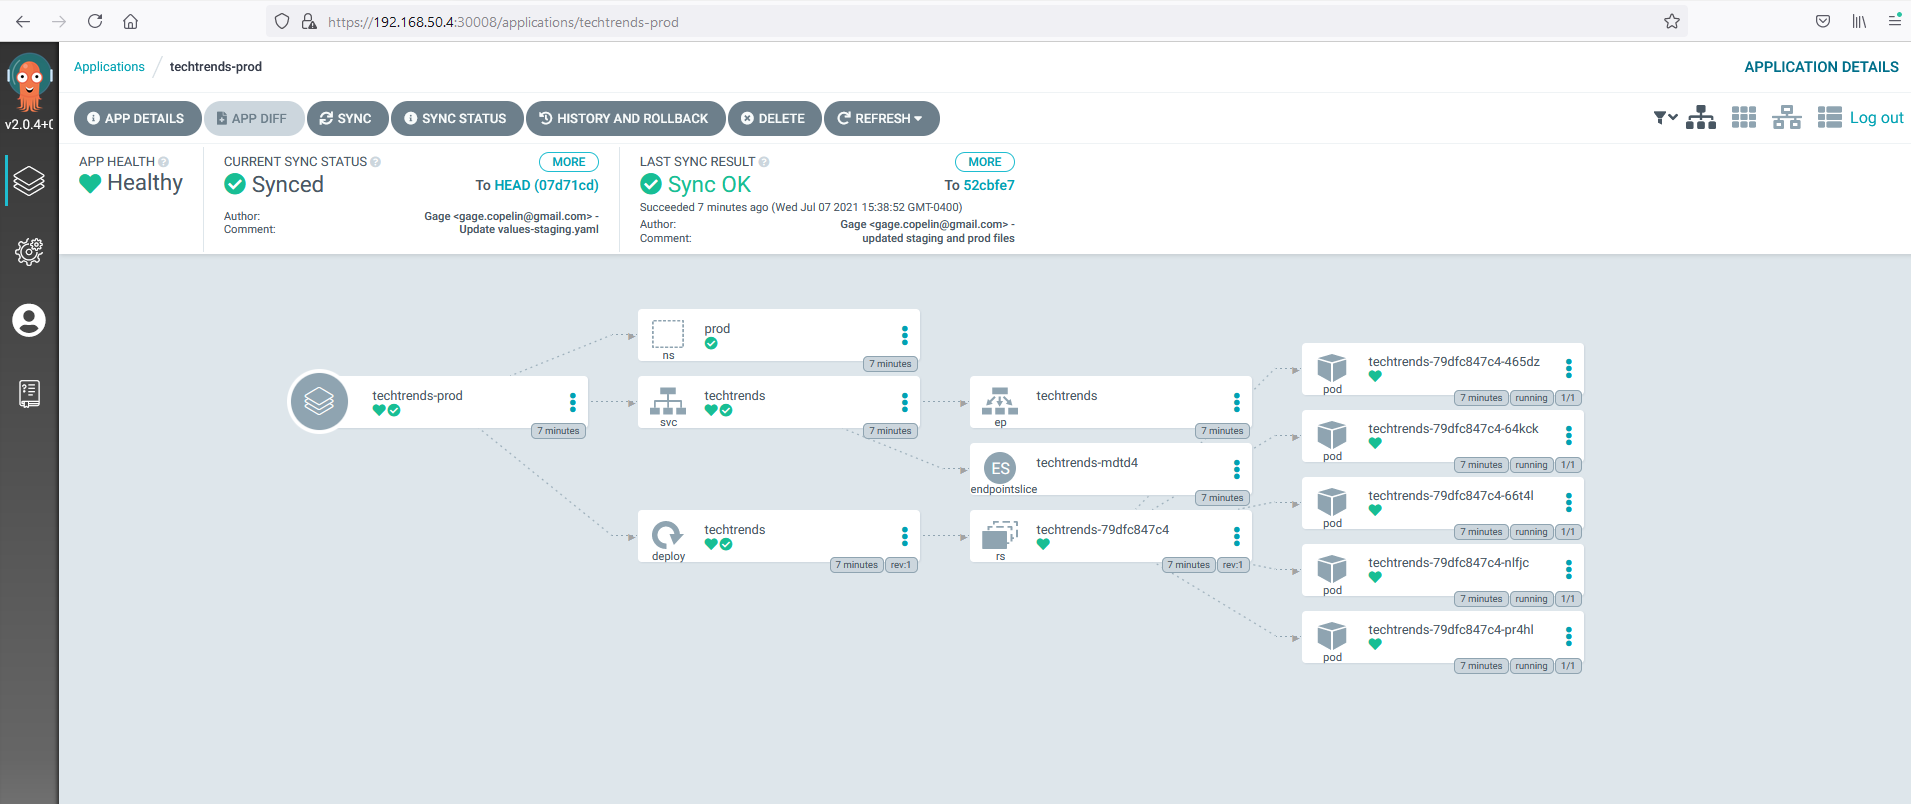 https://192.168.50.4:30008/applications/techtrends-prod
v2.0.4+0
Applications / techtrends-prod
APPLICATION DETAILS
APP DETAILS
APP DIFF
SYNC
SYNC STATUS
HISTORY AND ROLLBACK
DELETE
REFRESH
Log out
APP HEALTH
Healthy
CURRENT SYNC STATUS
MORE
Synced
To HEAD (07d71cd)
Author: Gage <gage.copelin@gmail.com> -
Comment: Update values-staging.yaml
LAST SYNC RESULT
MORE
Sync OK
To 52cbfe7
Succeeded 7 minutes ago (Wed Jul 07 2021 15:38:52 GMT-0400)
Author: Gage <gage.copelin@gmail.com> -
Comment: updated staging and prod files
techtrends-prod
7 minutes
prod
ns
7 minutes
techtrends
svc
7 minutes
techtrends
deploy
7 minutes rev:1
techtrends
ep
7 minutes
ES
techtrends-mdtd4
endpointslice
7 minutes
techtrends-79dfc847c4
rs
7 minutes rev:1
techtrends-79dfc847c4-465dz
pod
7 minutes running 1/1
techtrends-79dfc847c4-64kck
pod
7 minutes running 1/1
techtrends-79dfc847c4-66t4l
pod
7 minutes running 1/1
techtrends-79dfc847c4-nlfjc
pod
7 minutes running 1/1
techtrends-79dfc847c4-pr4hl
pod
7 minutes running 1/1